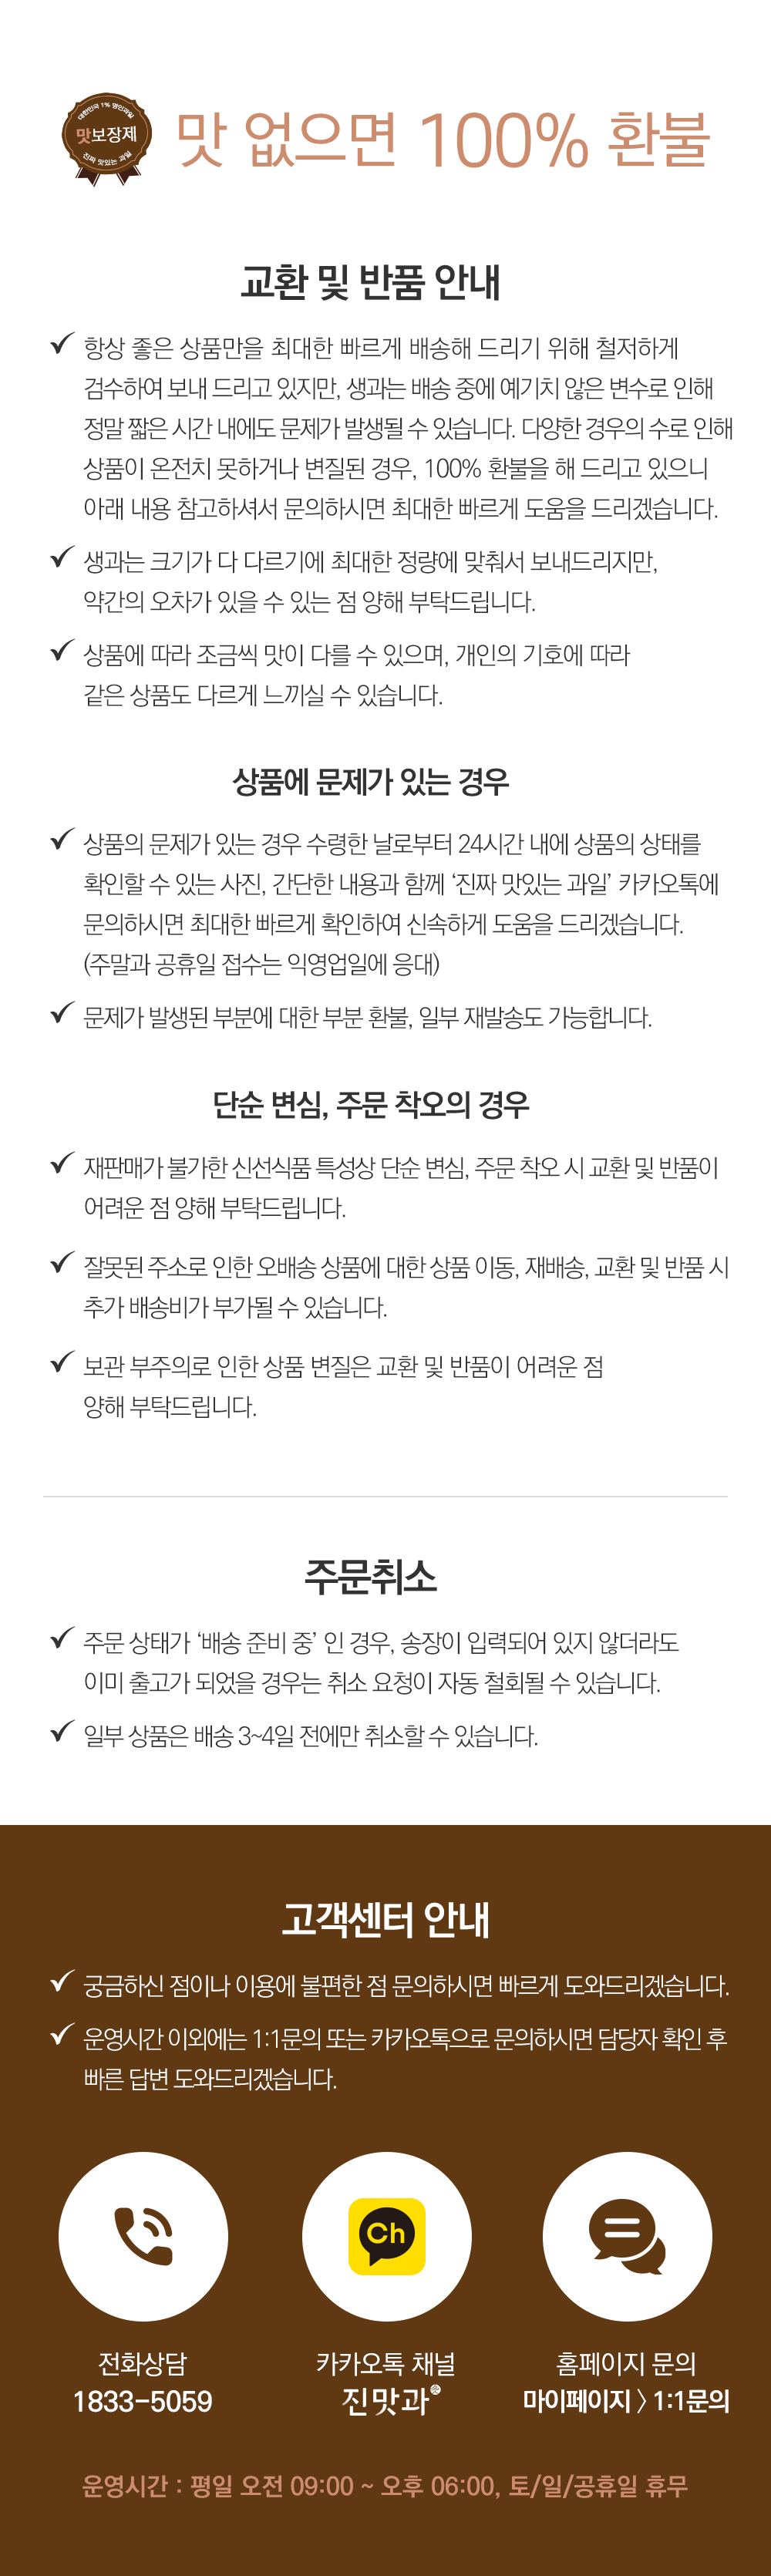 대한민국 1% 명인과일
맛보장제
진짜 맛있는 과일
맛 없으면 100% 환불
교환 및 반품 안내
항상 좋은 상품만을 최대한 빠르게 배송해 드리기 위해 철저하게
검수하여 보내 드리고 있지만, 생과는 배송 중에 예기치 않은 변수로 인해
정말 짧은 시간 내에도 문제가 발생될 수 있습니다. 다양한 경우의 수로 인해
상품이 온전치 못하거나 변질된 경우, 100% 환불을 해 드리고 있으니
아래 내용 참고하셔서 문의하시면 최대한 빠르게 도움을 드리겠습니다.
생과는 크기가 다 다르기에 최대한 정량에 맞춰서 보내드리지만,
약간의 오차가 있을 수 있는 점 양해 부탁드립니다.
상품에 따라 조금씩 맛이 다를 수 있으며, 개인의 기호에 따라
같은 상품도 다르게 느끼실 수 있습니다.
상품에 문제가 있는 경우
상품의 문제가 있는 경우 수령한 날로부터 24시간 내에 상품의 상태를
확인할 수 있는 사진, 간단한 내용과 함께 ‘진짜 맛있는 과일’ 카카오톡에
문의하시면 최대한 빠르게 확인하여 신속하게 도움을 드리겠습니다.
(주말과 공휴일 접수는 익영업일에 응대)
문제가 발생된 부분에 대한 부분 환불, 일부 재발송도 가능합니다.
단순 변심, 주문 착오의 경우
재판매가 불가한 신선식품 특성상 단순 변심, 주문 착오 시 교환 및 반품이
어려운 점 양해 부탁드립니다.
잘못된 주소로 인한 오배송 상품에 대한 상품 이동, 재배송, 교환 및 반품 시
추가 배송비가 부가될 수 있습니다.
보관 부주의로 인한 상품 변질은 교환 및 반품이 어려운 점
양해 부탁드립니다.
주문취소
주문 상태가 ‘배송 준비 중’ 인 경우, 송장이 입력되어 있지 않더라도
이미 출고가 되었을 경우는 취소 요청이 자동 철회될 수 있습니다.
일부 상품은 배송 3~4일 전에만 취소할 수 있습니다.
고객센터 안내
궁금하신 점이나 이용에 불편한 점 문의하시면 빠르게 도와드리겠습니다.
운영시간 이외에는 1:1문의 또는 카카오톡으로 문의하시면 담당자 확인 후
빠른 답변 도와드리겠습니다.
Ch
전화상담
1833-5059
카카오톡 채널
진맛과
홈페이지 문의
마이페이지 〉 1:1문의
운영시간 : 평일 오전 09:00 ~ 오후 06:00, 토/일/공휴일 휴무